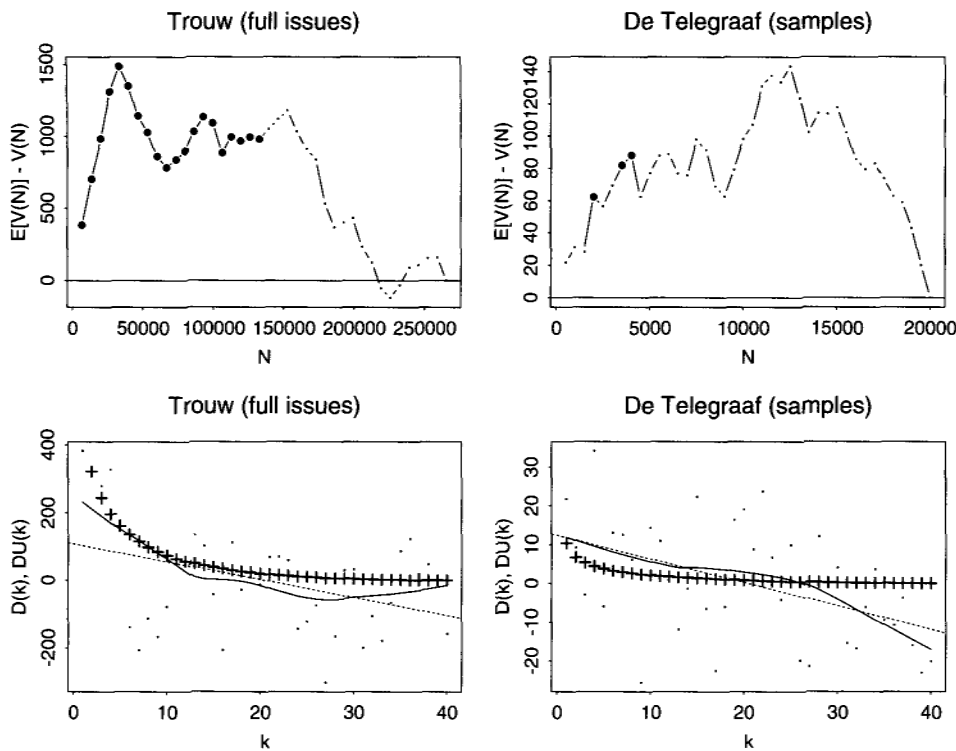 Trouw (full issues)
De Telegraaf (samples)
E[V(N)] - V(N)
1500
1000
500
0
0 50000 100000 150000 200000 250000
N
E[V(N)] - V(N)
140
120
100
80
60
40
20
0
5000 10000 15000 20000
N
Trouw (full issues)
De Telegraaf (samples)
D(k), DU(k)
400
200
0
-200
0 10 20 30 40
k
D(k), DU(k)
30
20
10
0
-10
-20
0 10 20 30 40
k